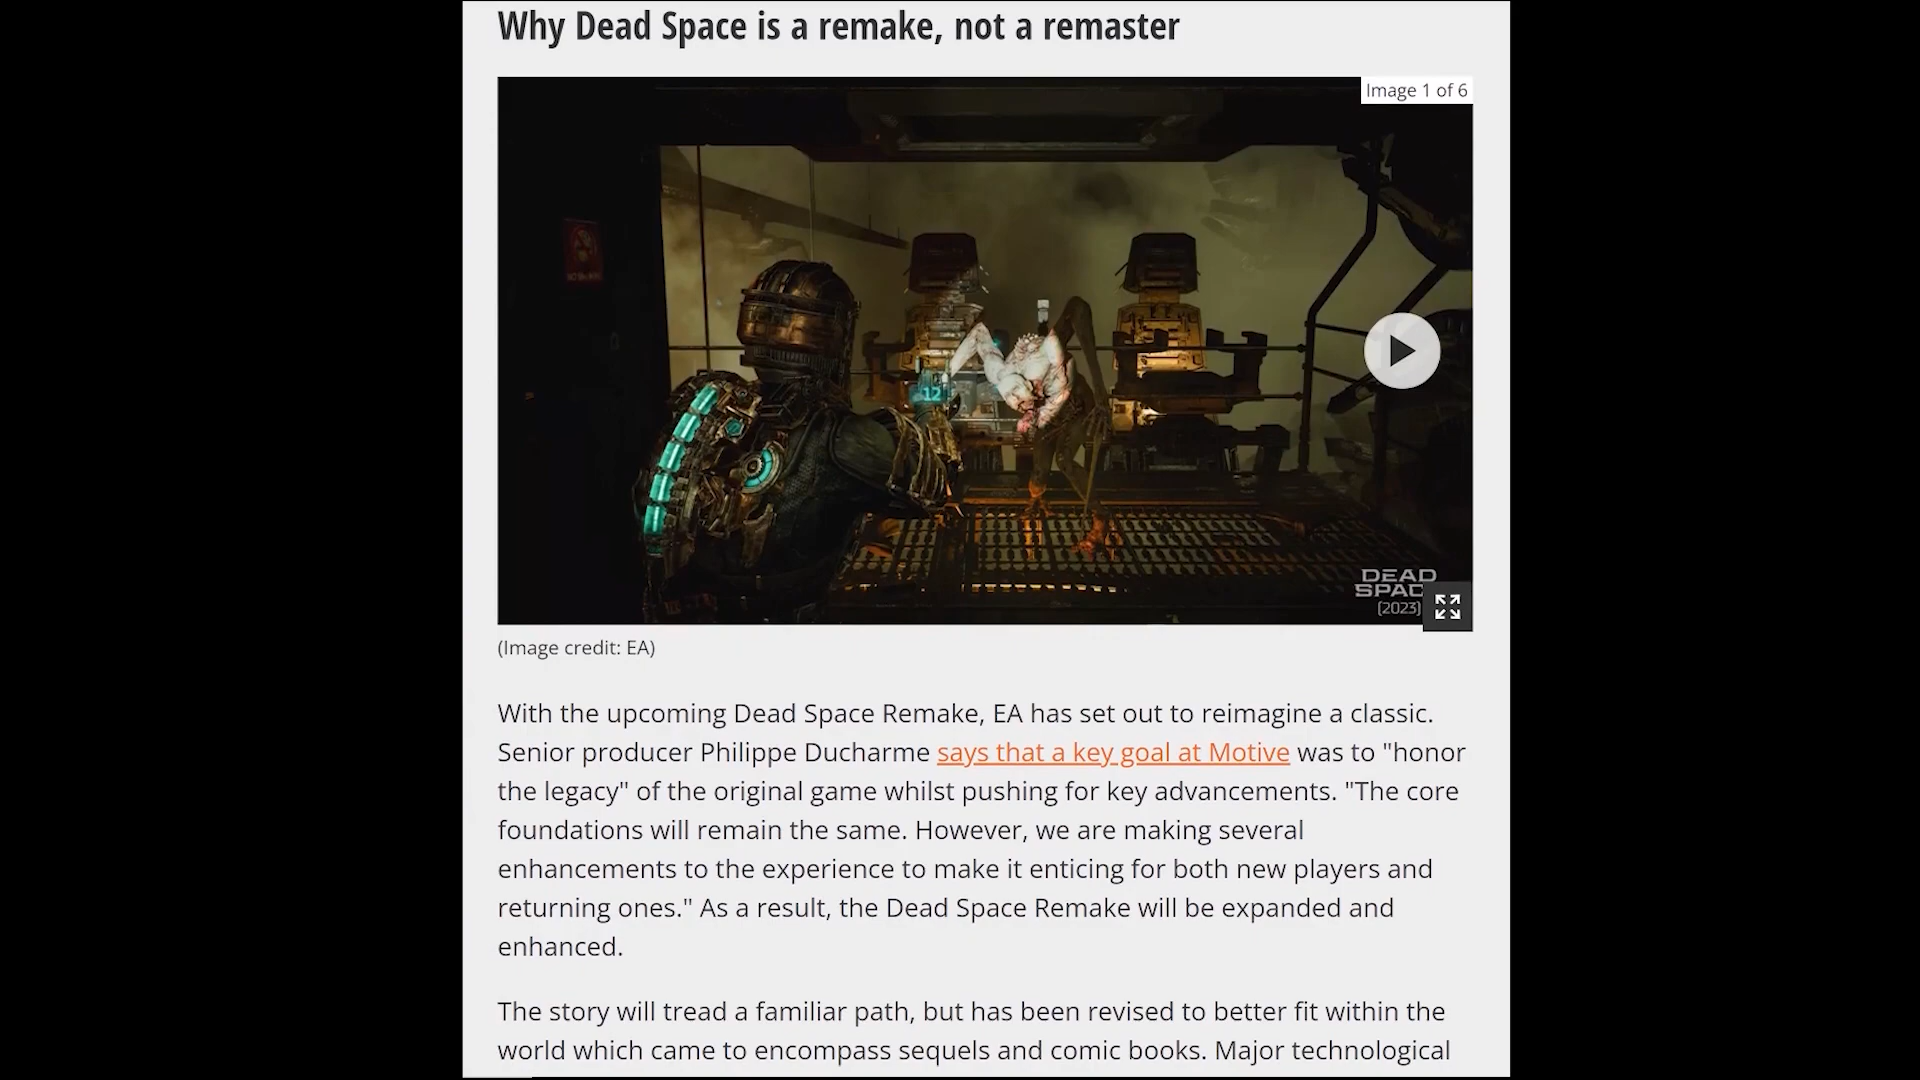 Why Dead Space is a remake, not a remaster
Image 1 of 6
12
DEAD
SPAC
(2023)
(Image credit: EA)
With the upcoming Dead Space Remake, EA has set out to reimagine a classic.
Senior producer Philippe Ducharme says that a key goal at Motive was to "honor
the legacy" of the original game whilst pushing for key advancements. "The core
foundations will remain the same. However, we are making several
enhancements to the experience to make it enticing for both new players and
returning ones." As a result, the Dead Space Remake will be expanded and
enhanced.
The story will tread a familiar path, but has been revised to better fit within the
world which came to encompass sequels and comic books. Major technological